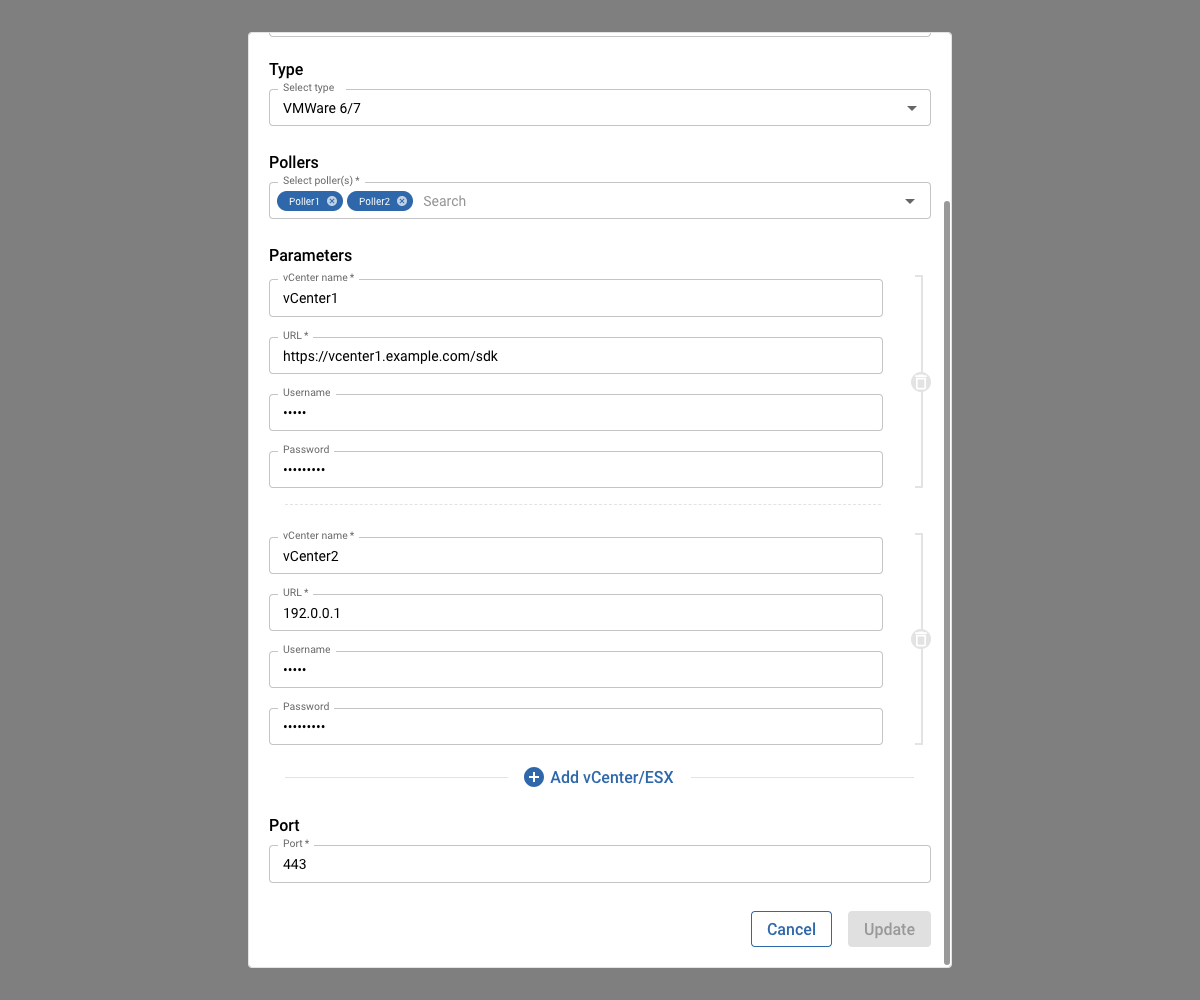 Type
Select type
VMWare 6/7
Pollers
Select poller(s) *
Poller1 Poller2 Search
Parameters
vCenter name *
vCenter1
URL *
https://vcenter1.example.com/sdk
Username
•••••
Password
•••••••••
vCenter name *
vCenter2
URL *
192.0.0.1
Username
•••••
Password
•••••••••
Add vCenter/ESX
Port
Port *
443
Cancel Update